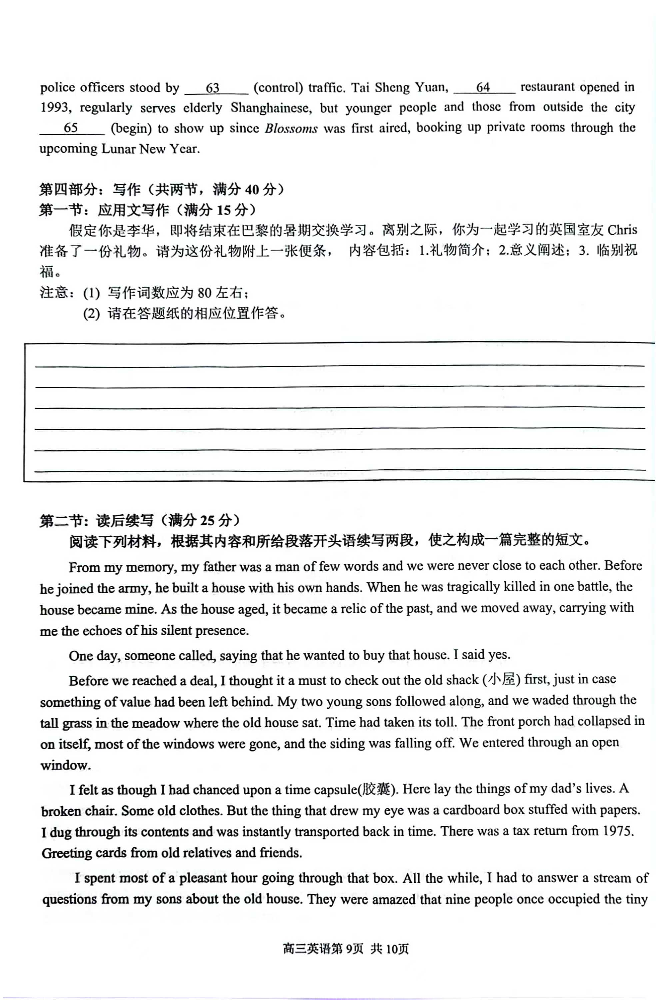 police officers stood by 63 (control) traffic. Tai Sheng Yuan, 64 restaurant opened in
1993, regularly serves elderly Shanghainese, but younger people and those from outside the city
65 (begin) to show up since Blossoms was first aired, booking up private rooms through the
upcoming Lunar New Year.
第四部分：写作（共两节，满分 40 分）
第一节：应用文写作（满分 15 分）
假定你是李华，即将结束在巴黎的暑期交换学习。离别之际，你为一起学习的英国室友 Chris
准备了一份礼物。请为这份礼物附上一张便条， 内容包括：1.礼物简介；2.意义阐述；3. 临别祝
福。
注意：(1) 写作词数应为 80 左右；
(2) 请在答题纸的相应位置作答。
第二节：读后续写（满分 25 分）
阅读下列材料，根据其内容和所给段落开头语续写两段，使之构成一篇完整的短文。
From my memory, my father was a man of few words and we were never close to each other. Before
he joined the army, he built a house with his own hands. When he was tragically killed in one battle, the
house became mine. As the house aged, it became a relic of the past, and we moved away, carrying with
me the echoes of his silent presence.
One day, someone called, saying that he wanted to buy that house. I said yes.
Before we reached a deal, I thought it a must to check out the old shack (小屋) first, just in case
something of value had been left behind. My two young sons followed along, and we waded through the
tall grass in the meadow where the old house sat. Time had taken its toll. The front porch had collapsed in
on itself, most of the windows were gone, and the siding was falling off. We entered through an open
window.
I felt as though I had chanced upon a time capsule(胶囊). Here lay the things of my dad's lives. A
broken chair. Some old clothes. But the thing that drew my eye was a cardboard box stuffed with papers.
I dug through its contents and was instantly transported back in time. There was a tax return from 1975.
Greeting cards from old relatives and friends.
I spent most of a pleasant hour going through that box. All the while, I had to answer a stream of
questions from my sons about the old house. They were amazed that nine people once occupied the tiny
高三英语第 9页 共 10页